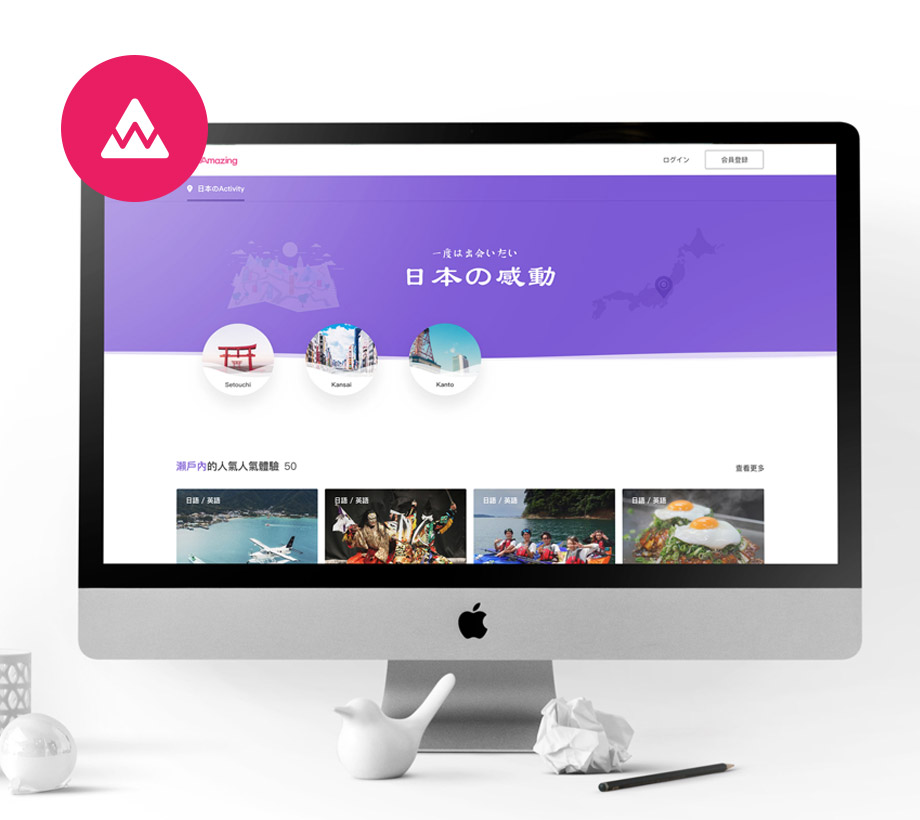 Amazing
ログイン
会員登録
日本のActivity
一度は出会いたい
日本の感動
Setouchi
Kansai
Kanto
瀬戶內的人氣人氣體驗 50
查看更多
日語 / 英語
日語 / 英語
日語 / 英語
日語 / 英語